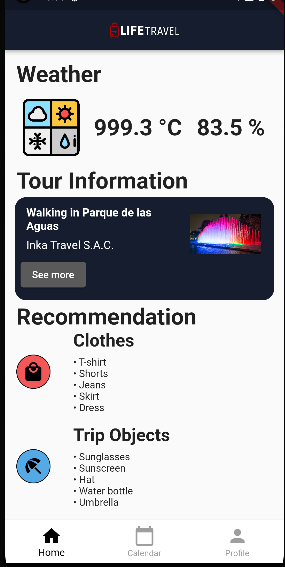 LIFETRAVEL
Weather
999.3 °C 83.5 %
Tour Information
Walking in Parque de las
Aguas
Inka Travel S.A.C.
See more
Recommendation
Clothes
• T-shirt
• Shorts
• Jeans
• Skirt
• Dress
Trip Objects
• Sunglasses
• Sunscreen
• Hat
• Water bottle
• Umbrella
Home Calendar Profile